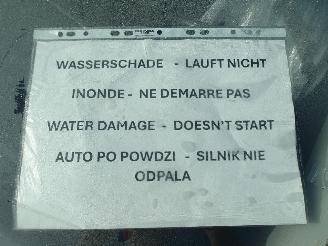 WASSERSCHADE - LAUFT NICHT
INONDE - NE DEMARRE PAS
WATER DAMAGE - DOESN'T START
AUTO PO POWDZI - SILNIK NIE
ODPALA